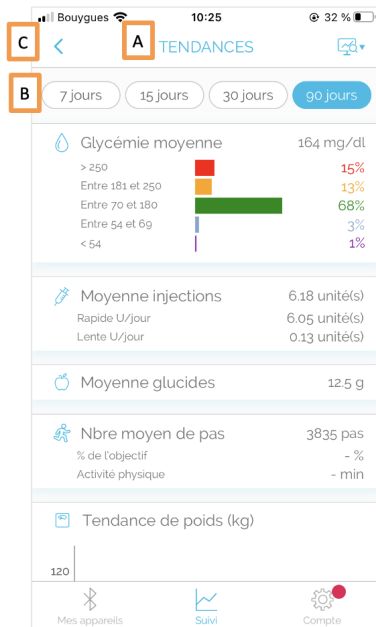 Bouygues 10:25 32 %
C A TENDANCES
B 7 jours 15 jours 30 jours 90 jours
Glycémie moyenne 164 mg/dl
> 250 15%
Entre 181 et 250 13%
Entre 70 et 180 68%
Entre 54 et 69 3%
< 54 1%
Moyenne injections 6.18 unité(s)
Rapide U/jour 6.05 unité(s)
Lente U/jour 0.13 unité(s)
Moyenne glucides 12.5 g
Nbre moyen de pas 3835 pas
% de l'objectif - %
Activité physique - min
Tendance de poids (kg)
120
Mes appareils Suivi Compte